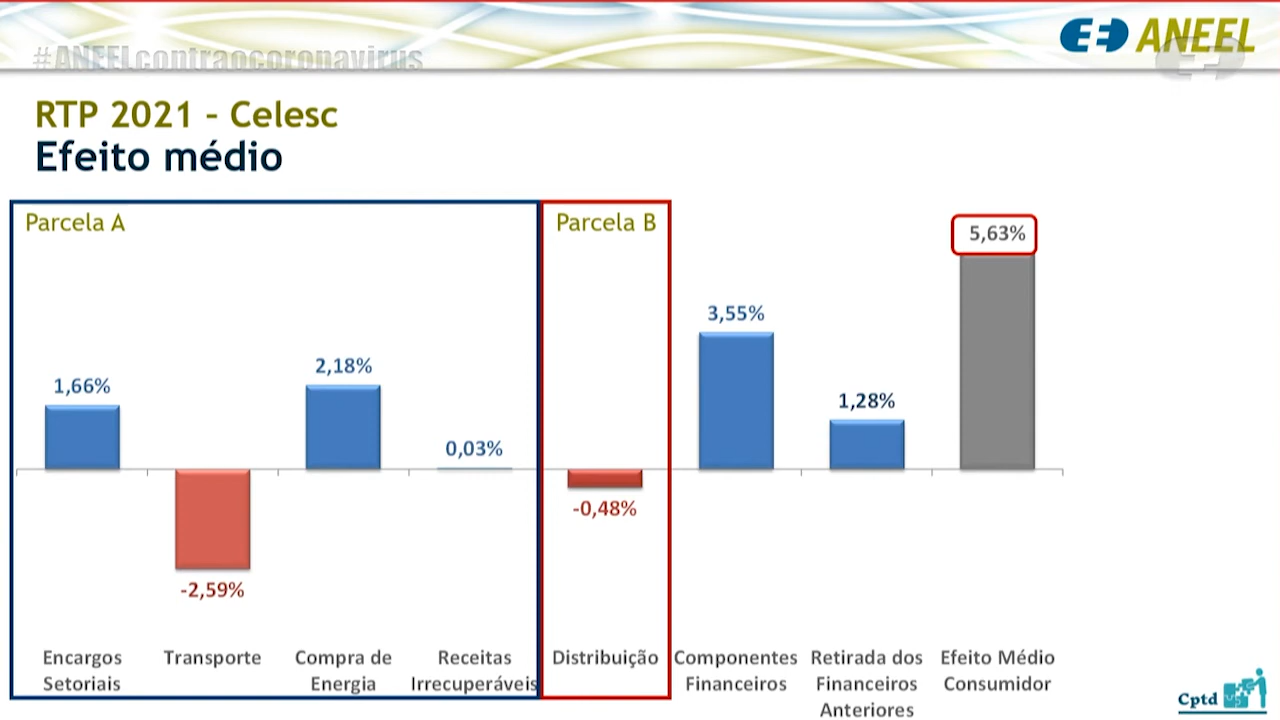 #ANEELcontraocoronavirus
ANEEL
RTP 2021 – Celesc
Efeito médio
Parcela A
Parcela B
5,63%
3,55%
2,18%
1,66%
1,28%
0,03%
-0,48%
-2,59%
Encargos Setoriais
Transporte
Compra de Energia
Receitas Irrecuperáveis
Distribuição
Componentes Financeiros
Retirada dos Financeiros Anteriores
Efeito Médio Consumidor
Cptd